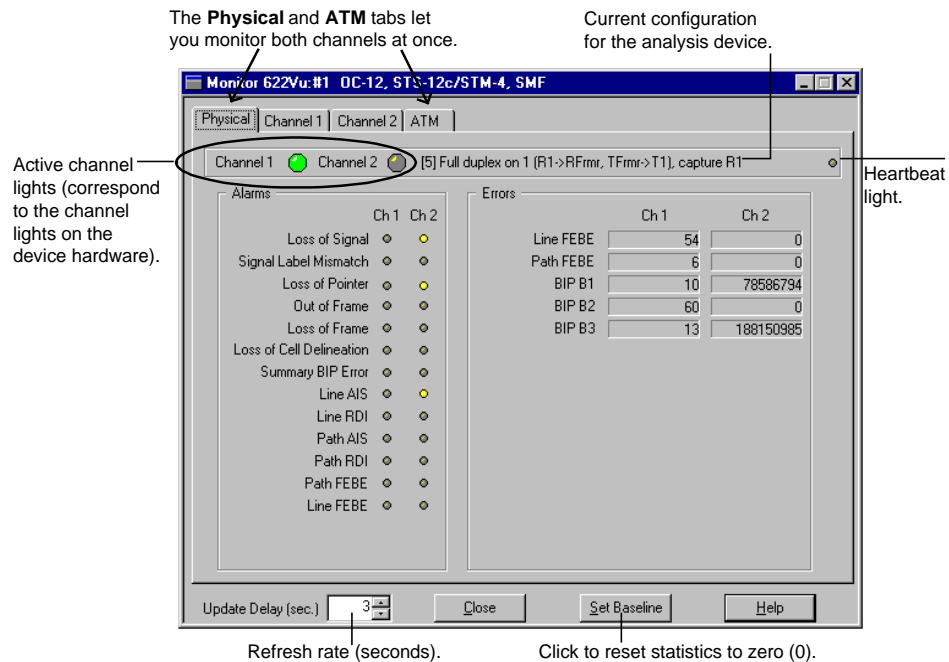 The Physical and ATM tabs let
you monitor both channels at once.
Current configuration
for the analysis device.
Monitor 622Vu:#1 OC-12, STS-12c/STM-4, SMF
Physical Channel 1 Channel 2 ATM
Active channel
lights (correspond
to the channel
lights on the
device hardware).
Channel 1 Channel 2 [5] Full duplex on 1 (R1->RFrmr, TFrmr->T1), capture R1
Heartbeat
light.
Alarms
Ch 1 Ch 2
Loss of Signal
Signal Label Mismatch
Loss of Pointer
Out of Frame
Loss of Frame
Loss of Cell Delineation
Summary BIP Error
Line AIS
Line RDI
Path AIS
Path RDI
Path FEBE
Line FEBE
Errors
Ch 1 Ch 2
Line FEBE 54 0
Path FEBE 6 0
BIP B1 10 78586794
BIP B2 60 0
BIP B3 13 188150985
Update Delay (sec.) 3 Close Set Baseline Help
Refresh rate (seconds).
Click to reset statistics to zero (0).